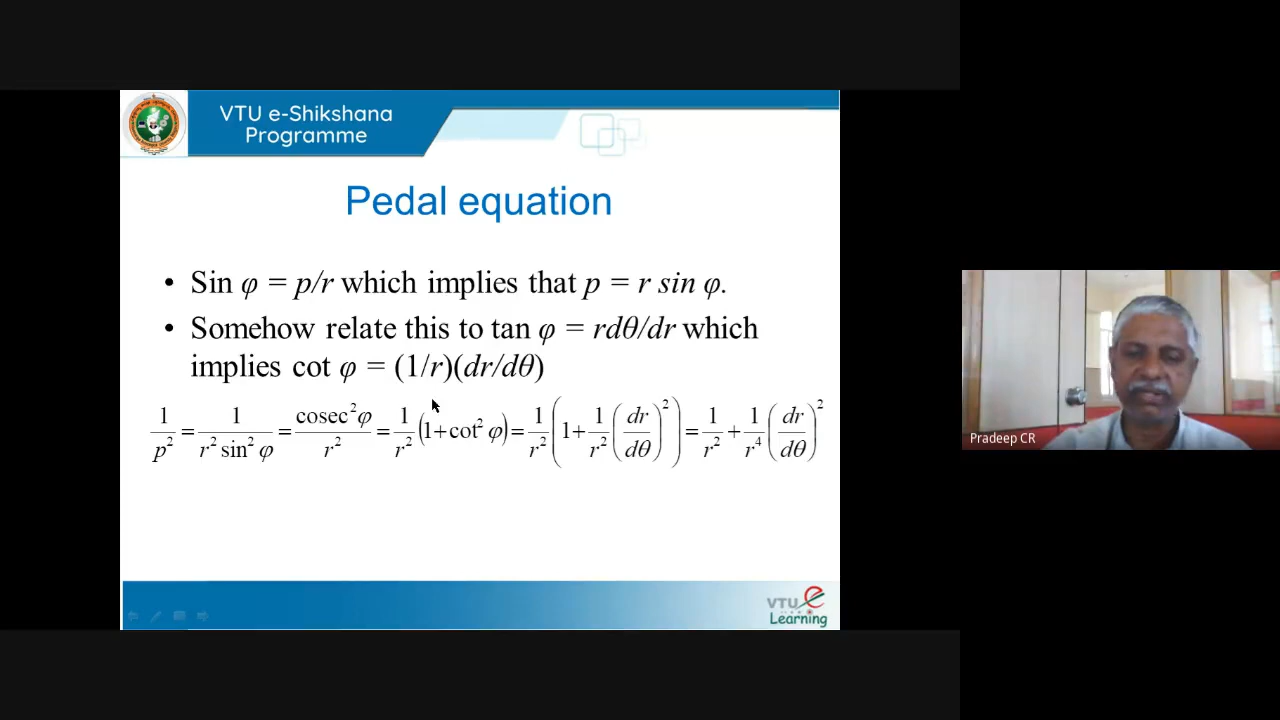 VTU e-Shikshana
Programme
Pedal equation
• Sin φ = p/r which implies that p = r sin φ.
• Somehow relate this to tan φ = rdθ/dr which
implies cot φ = (1/r)(dr/dθ)
1/p² = 1/(r² sin² φ) = cosec²φ/r² = 1/r² (1+cot² φ) = 1/r² (1+ 1/r² (dr/dθ)²) = 1/r² + 1/r⁴ (dr/dθ)²
Pradeep CR
VTU e
Learning